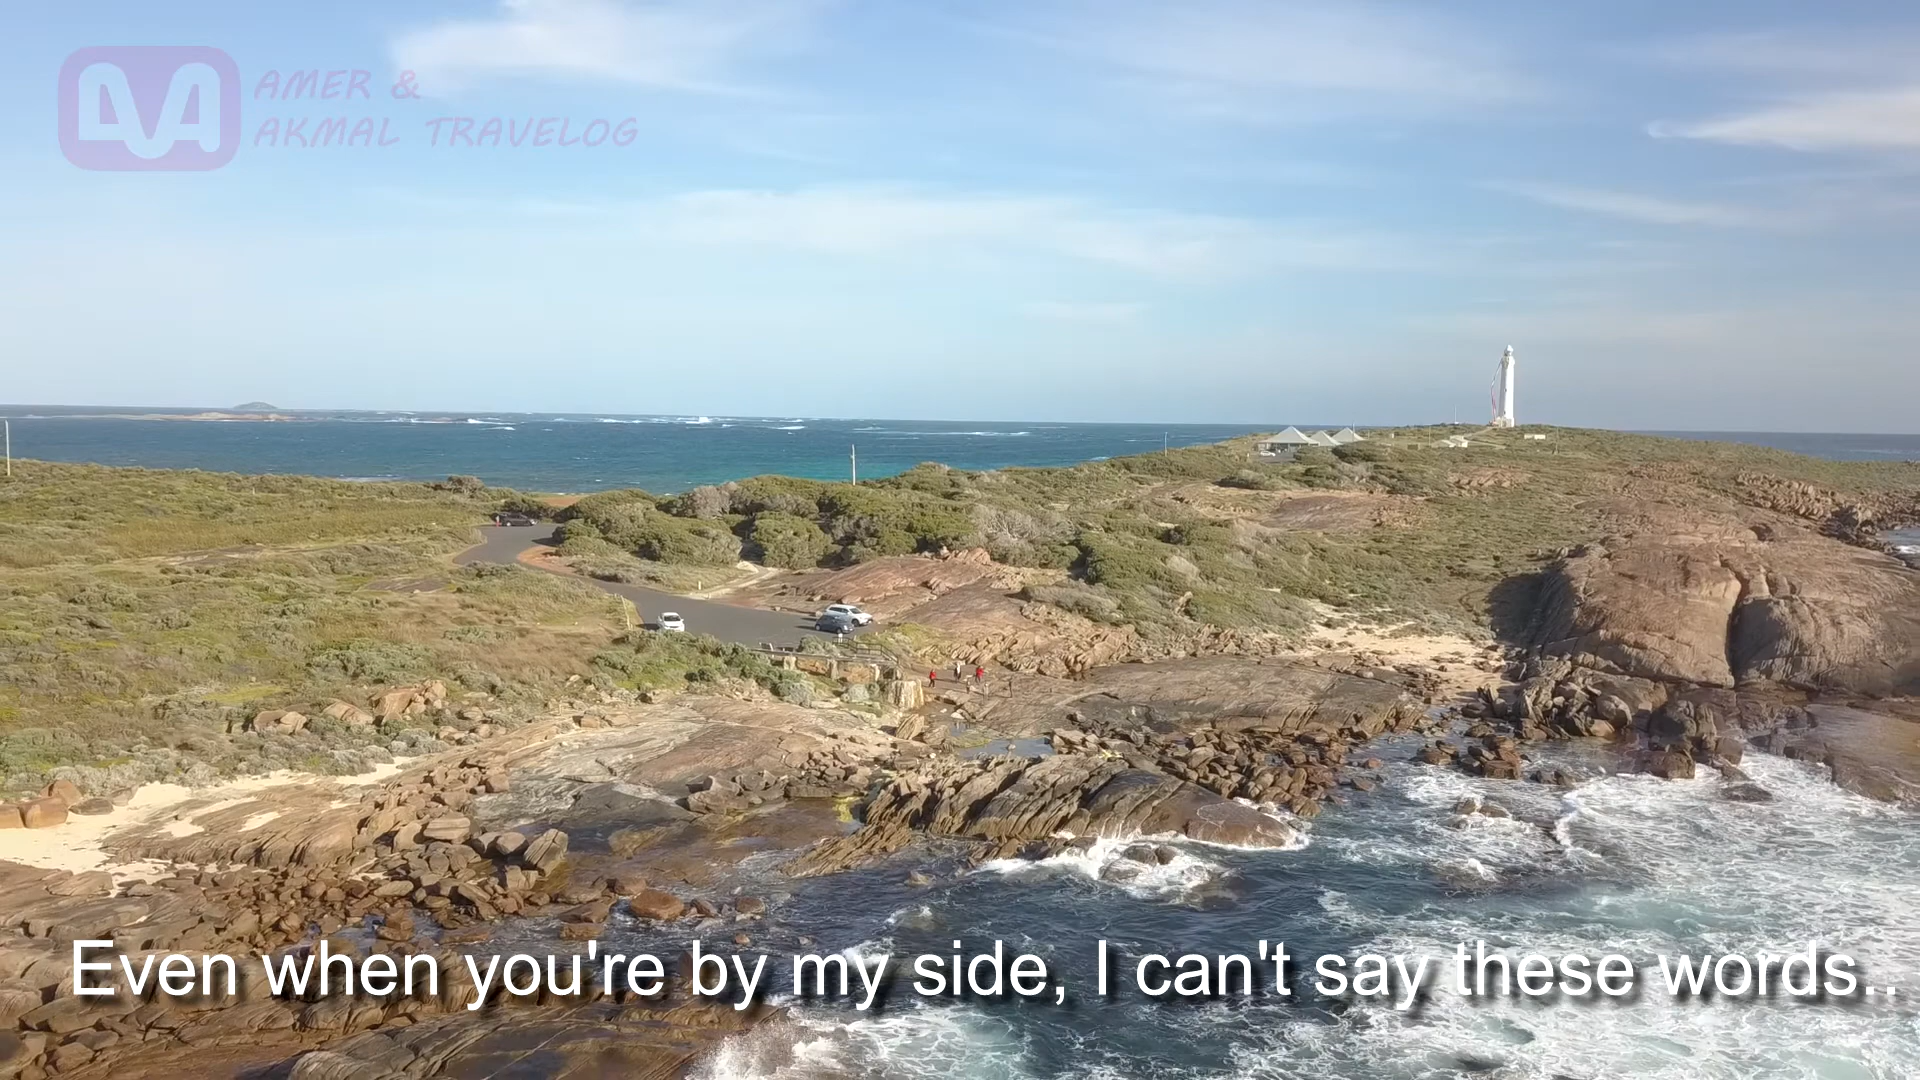 AMER &
AKMAL TRAVELOG
Even when you're by my side, I can't say these words..